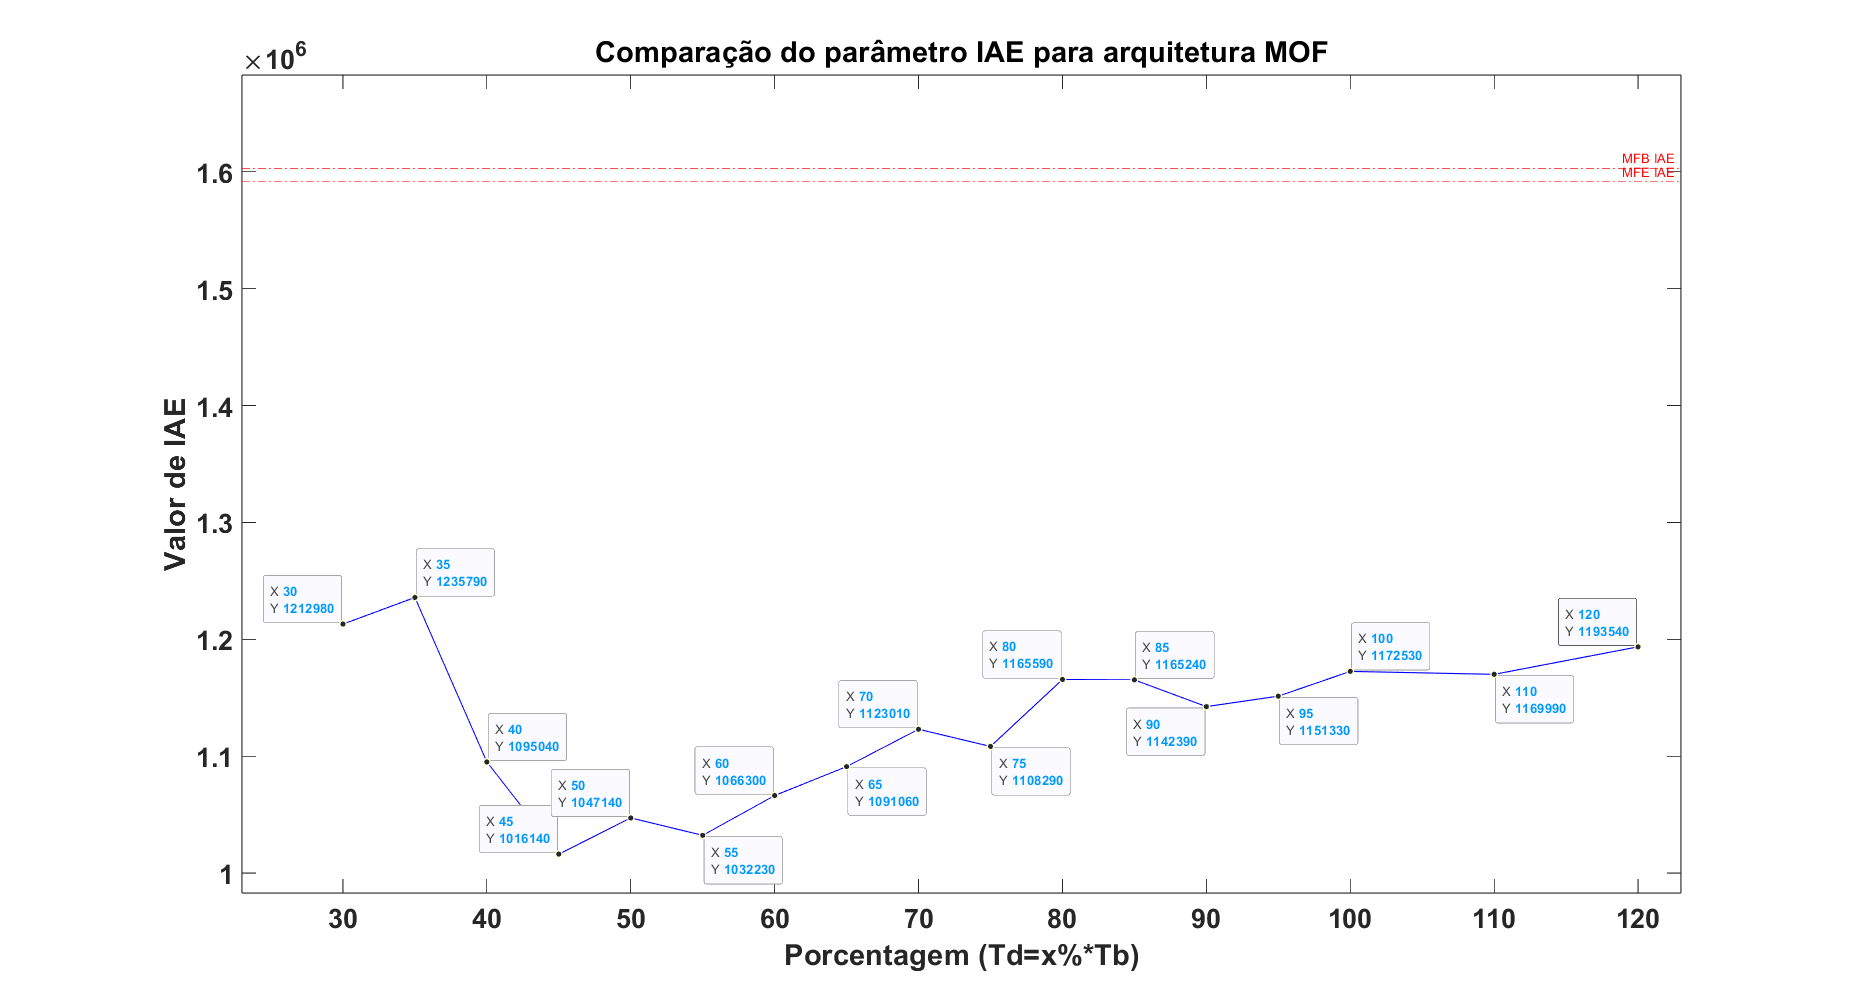 Comparação do parâmetro IAE para arquitetura MOF
×10^6
MFB IAE
MFE IAE
1.6
1.5
1.4
1.3
1.2
1.1
1
Valor de IAE
X 30
Y 1212980
X 35
Y 1235790
X 40
Y 1095040
X 45
Y 1016140
X 50
Y 1047140
X 55
Y 1032230
X 60
Y 1066300
X 65
Y 1091060
X 70
Y 1123010
X 75
Y 1108290
X 80
Y 1165590
X 85
Y 1165240
X 90
Y 1142390
X 95
Y 1151330
X 100
Y 1172530
X 110
Y 1169990
X 120
Y 1193540
30 40 50 60 70 80 90 100 110 120
Porcentagem (Td=x%*Tb)